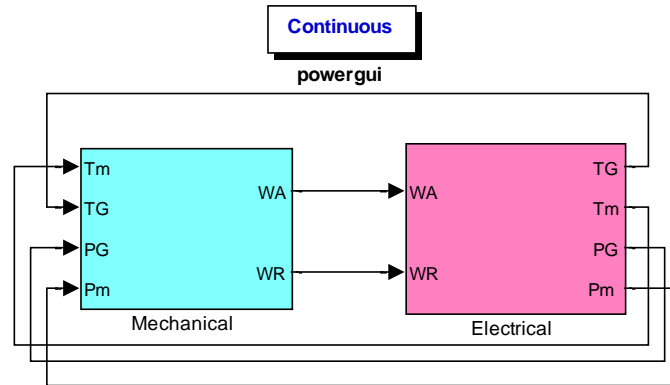 Continuous
powergui
Tm
TG
PG
Pm
WA
WR
Mechanical
WA
WR
TG
Tm
PG
Pm
Electrical